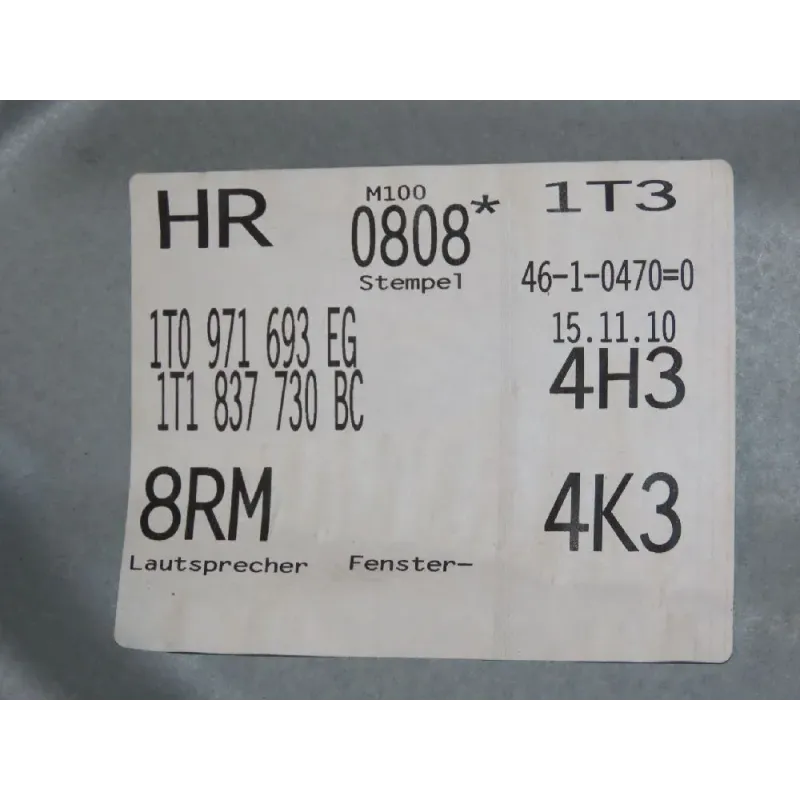 HR
M100
0808*
Stempel
1T3
46-1-0470=0
15.11.10
1T0 971 693 EG
1T1 837 730 BC
4H3
8RM
4K3
Lautsprecher
Fenster-